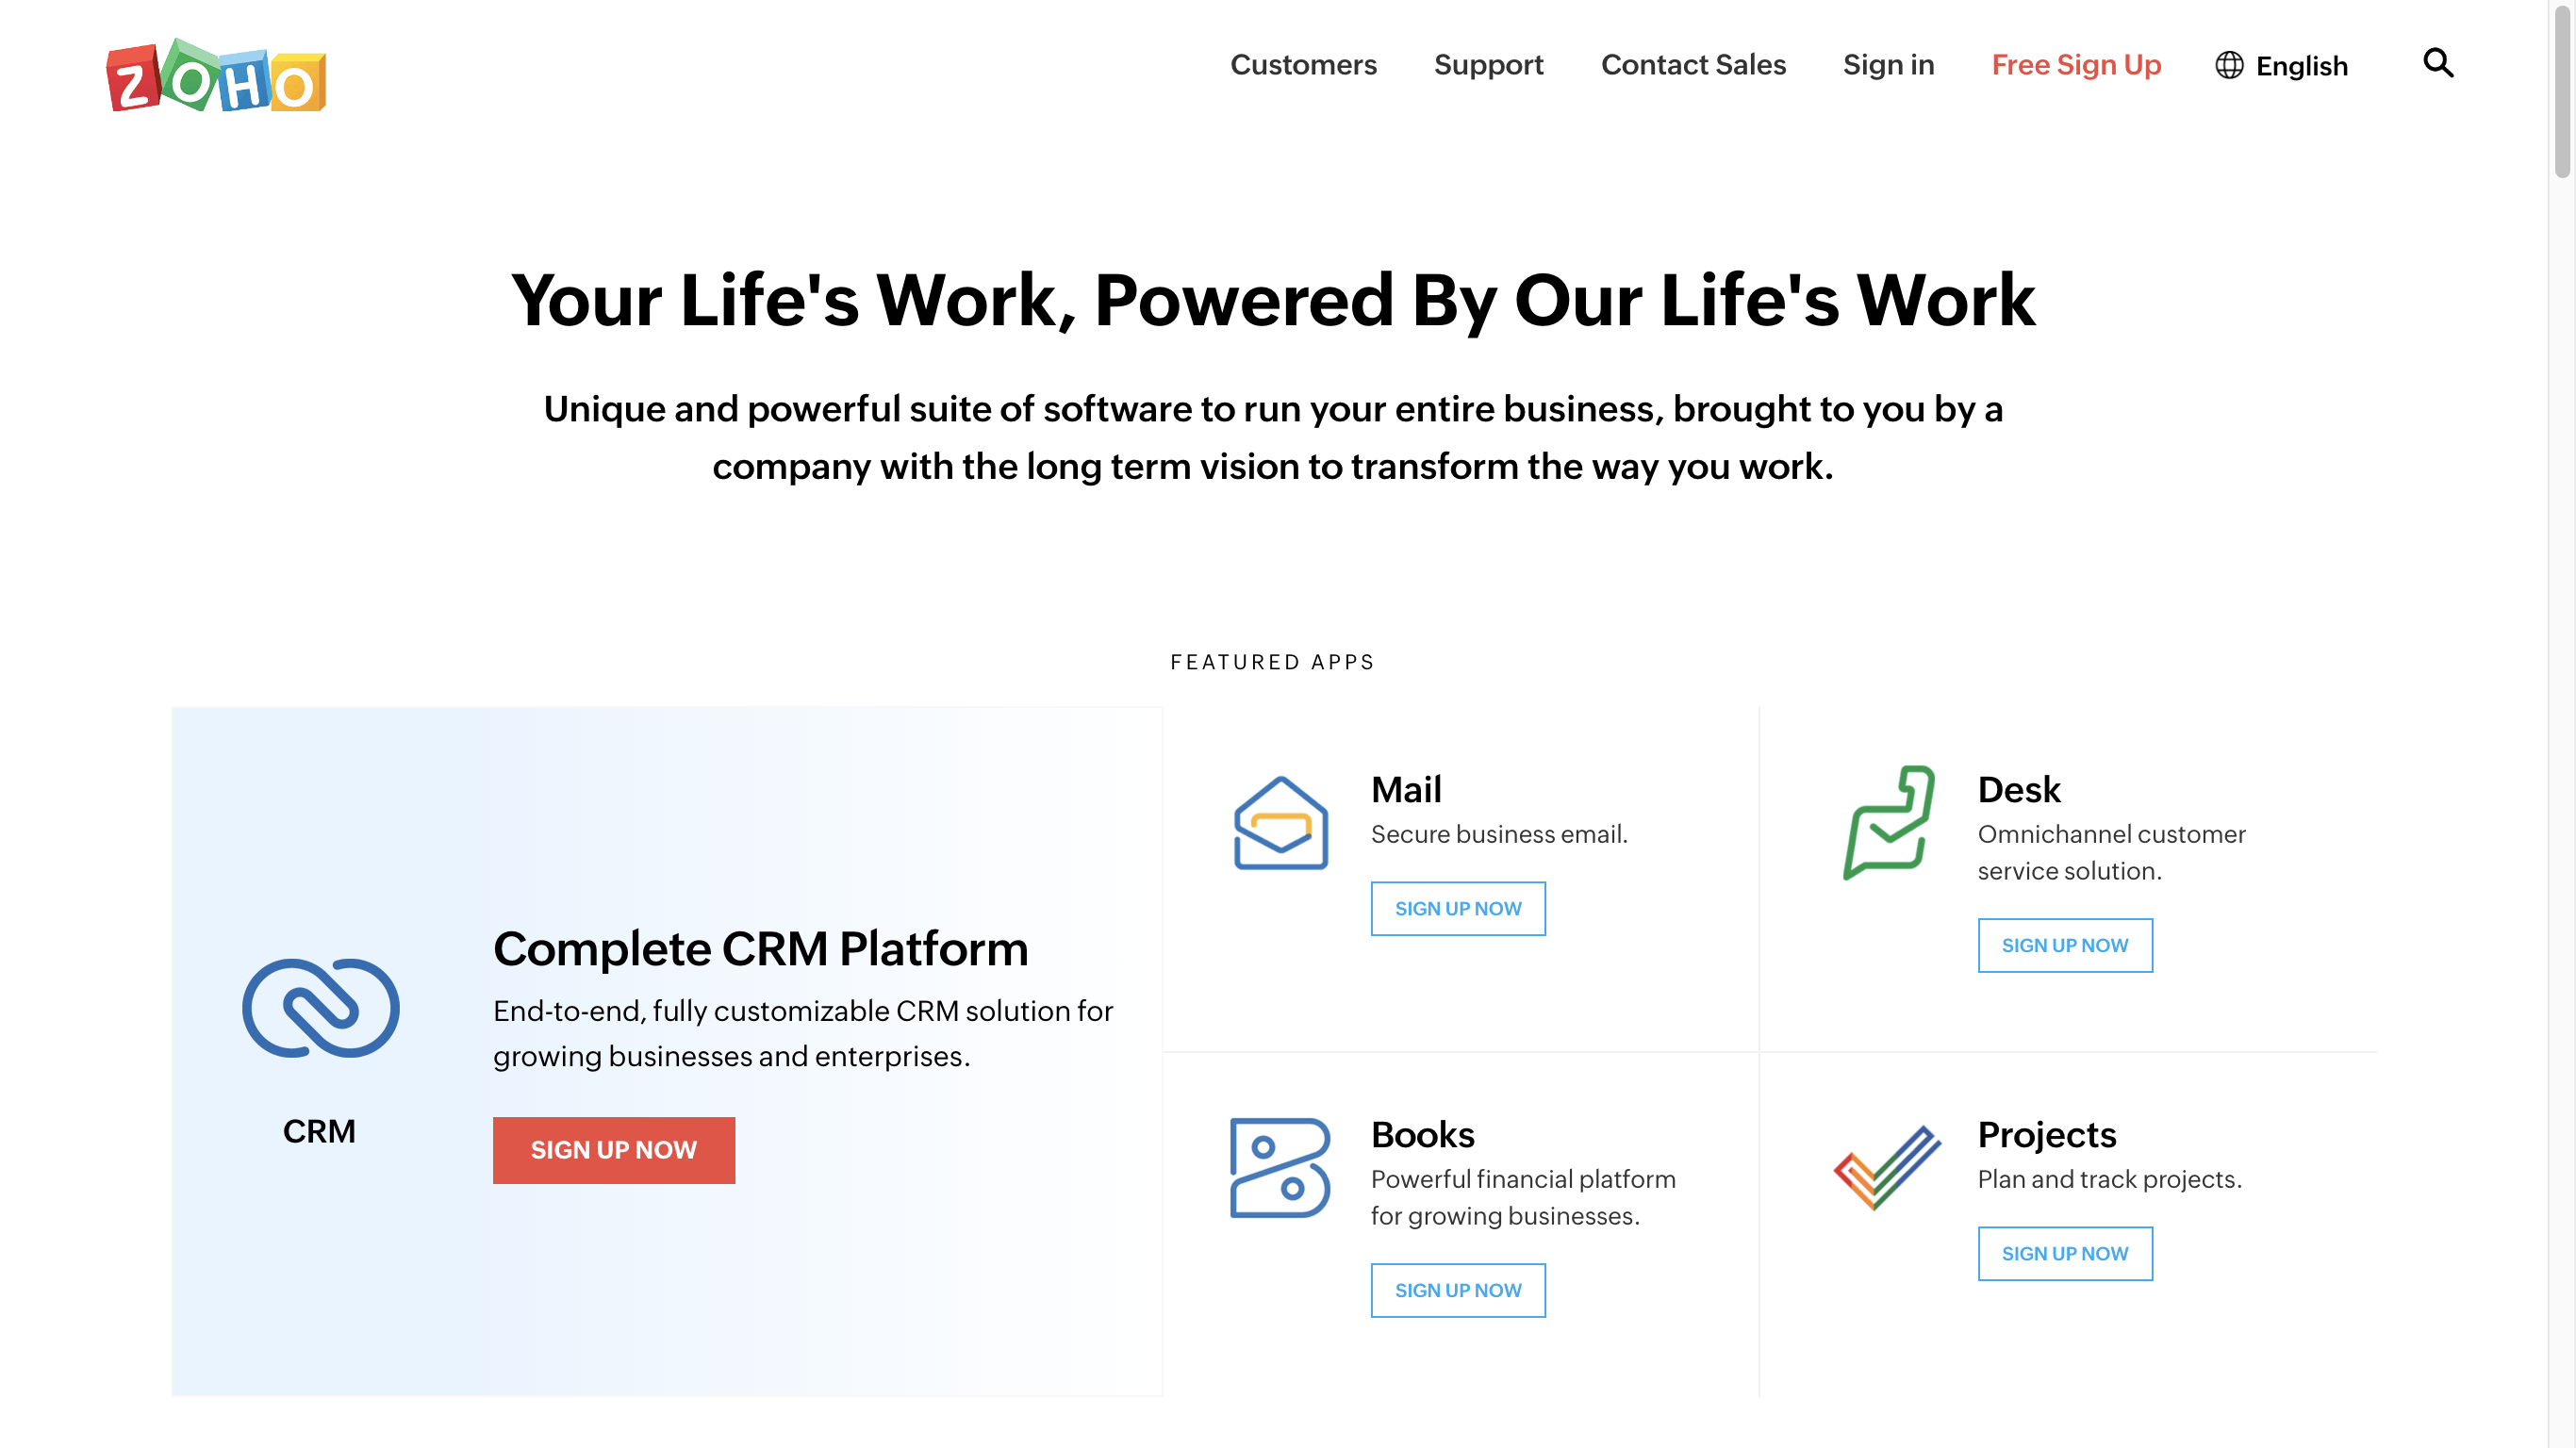 ZOHO
Customers
Support
Contact Sales
Sign in
Free Sign Up
English
Your Life's Work, Powered By Our Life's Work
Unique and powerful suite of software to run your entire business, brought to you by a
company with the long term vision to transform the way you work.
FEATURED APPS
CRM
Complete CRM Platform
End-to-end, fully customizable CRM solution for
growing businesses and enterprises.
SIGN UP NOW
Mail
Secure business email.
SIGN UP NOW
Desk
Omnichannel customer
service solution.
SIGN UP NOW
Books
Powerful financial platform
for growing businesses.
SIGN UP NOW
Projects
Plan and track projects.
SIGN UP NOW